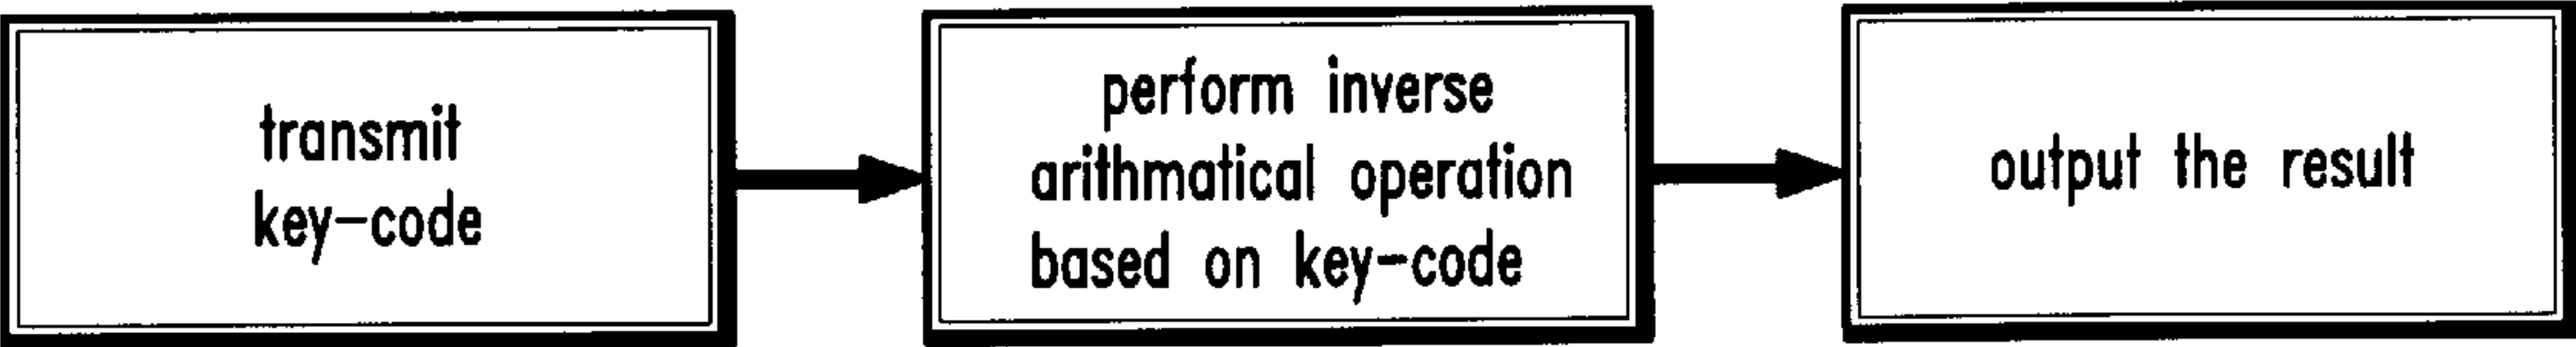 transmit
key-code
perform inverse
arithmatical operation
based on key-code
output the result